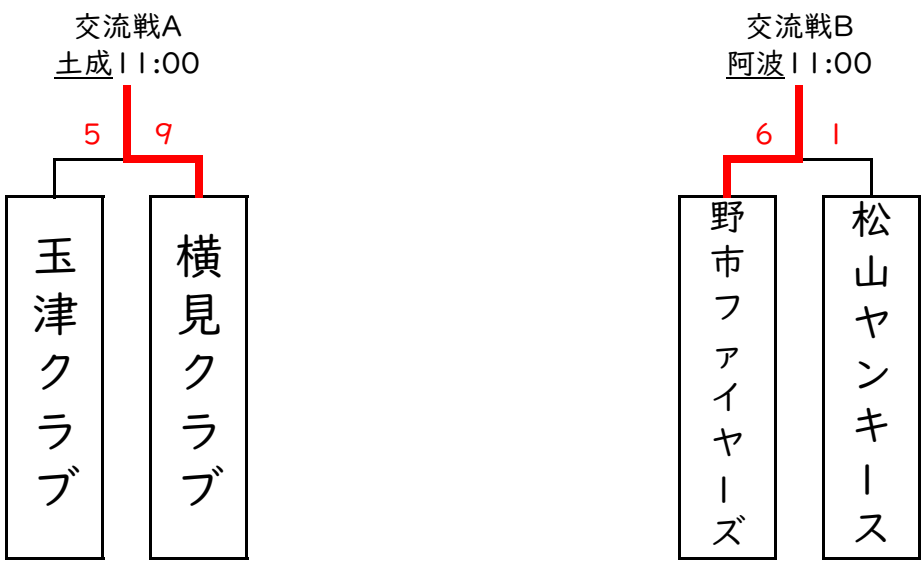 交流戦A
土成11:00
5 9
玉津クラブ
横見クラブ
交流戦B
阿波11:00
6 1
野市ファイヤーズ
松山ヤンキース